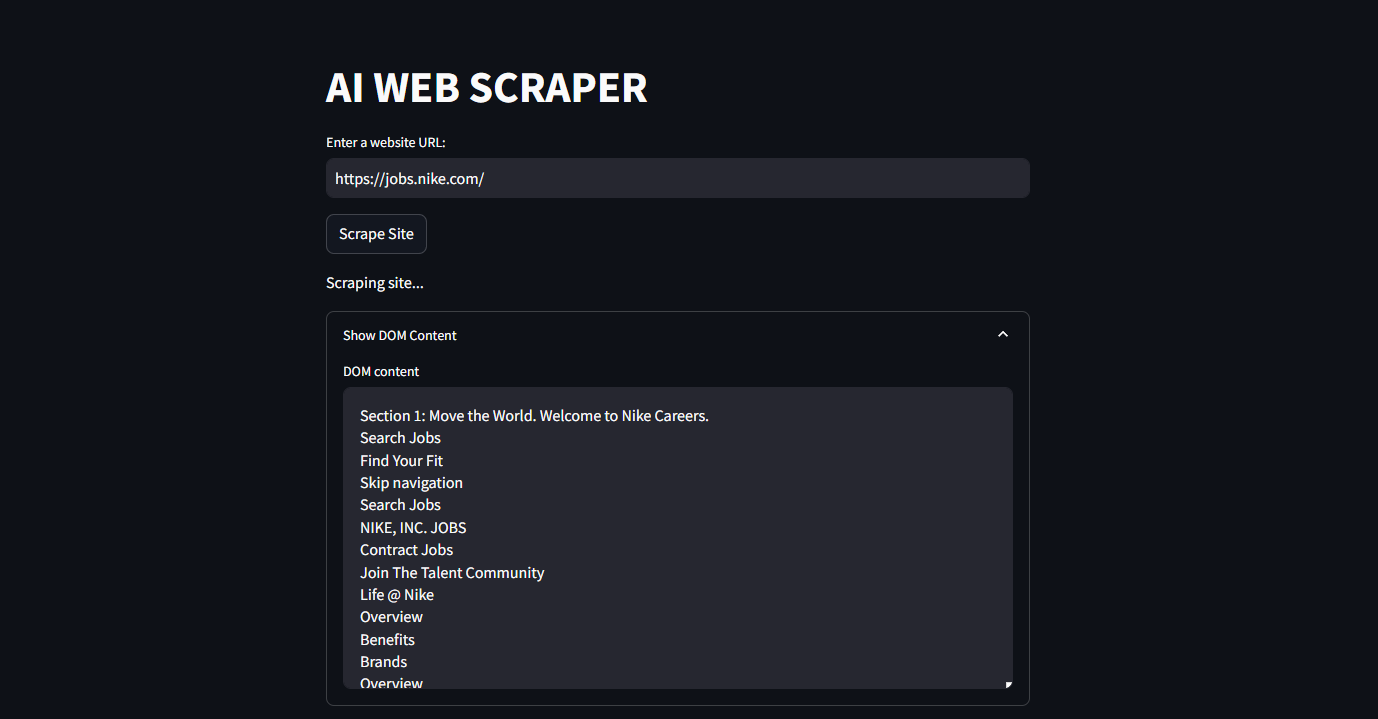 AI WEB SCRAPER
Enter a website URL:
https://jobs.nike.com/
Scrape Site
Scraping site...
Show DOM Content
DOM content
Section 1: Move the World. Welcome to Nike Careers.
Search Jobs
Find Your Fit
Skip navigation
Search Jobs
NIKE, INC. JOBS
Contract Jobs
Join The Talent Community
Life @ Nike
Overview
Benefits
Brands
Overview